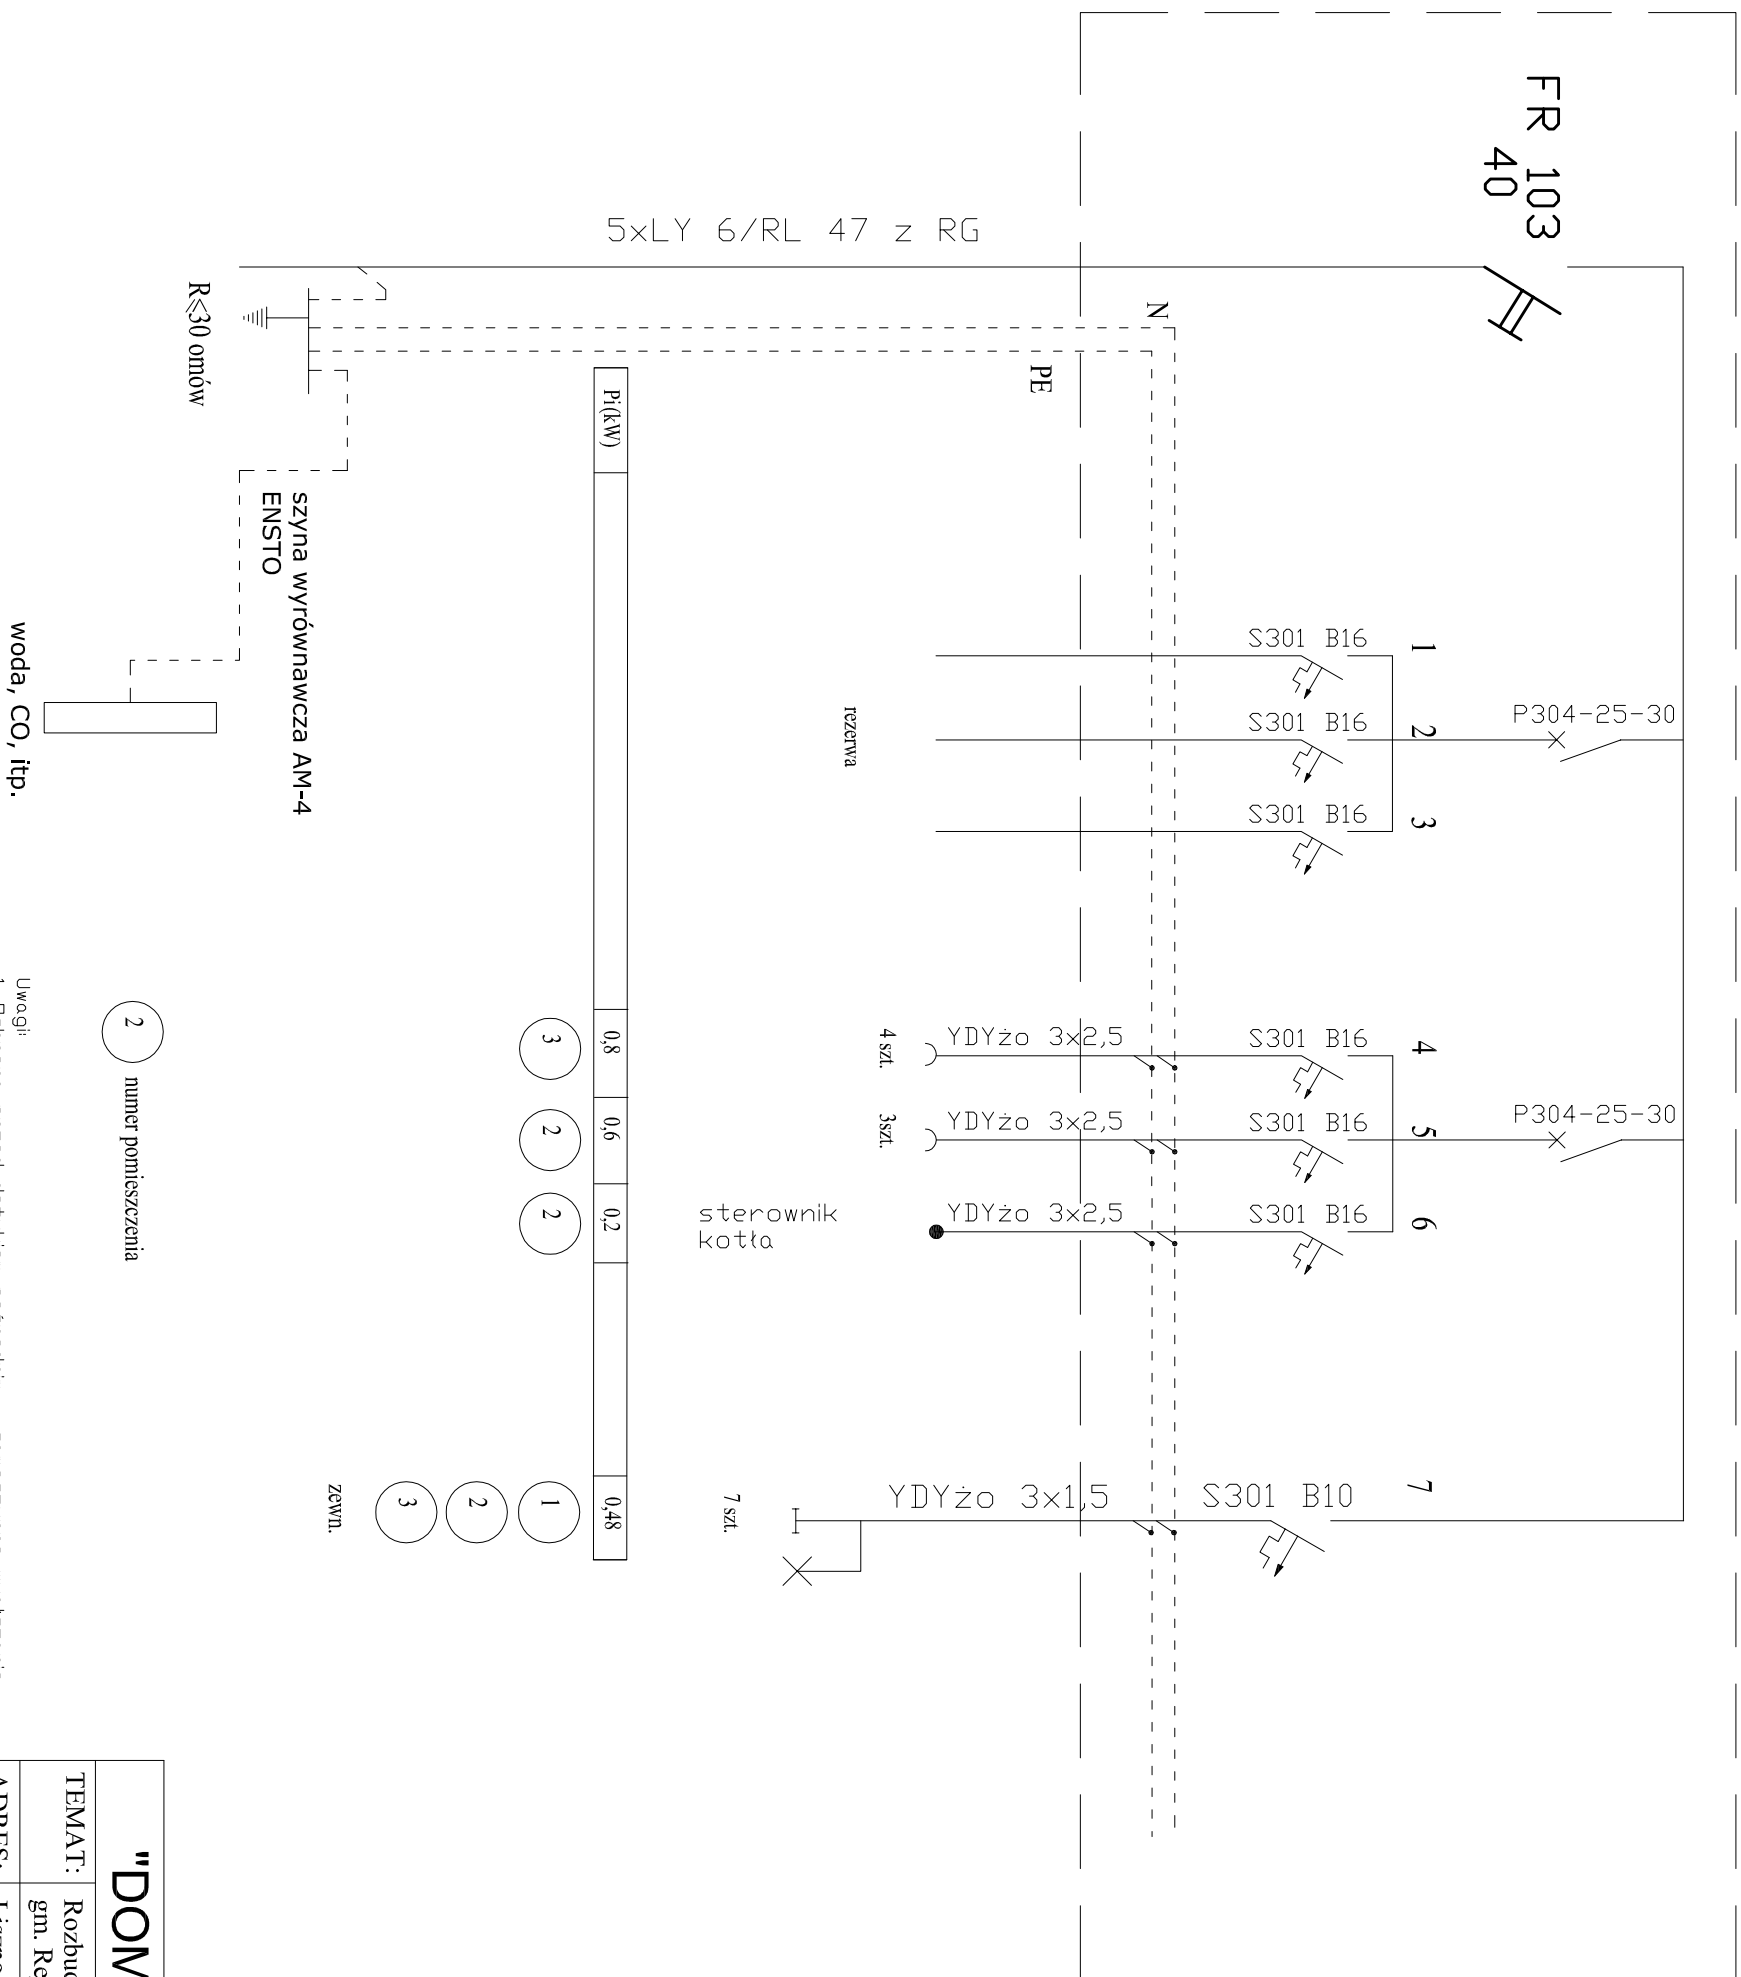 FR 103
40
5xLY 6/RL 47 z RG
N
PE
R≤30 omów
szyna wyrównawcza AM-4
ENSTO
woda, CO, itp.
1
2
3
4
5
6
7
P304-25-30
P304-25-30
S301 B16
S301 B16
S301 B16
S301 B16
S301 B16
S301 B16
S301 B10
YDYżo 3x2,5
YDYżo 3x2,5
YDYżo 3x2,5
YDYżo 3x1,5
rezerwa
4 szt.
3szt.
sterownik
kotła
7 szt.
Pi(kW)
0,8
0,6
0,2
0,48
3
2
2
1
2
3
zewn.
2
numer pomieszczenia
Uwagi:
TEMAT:
gm.